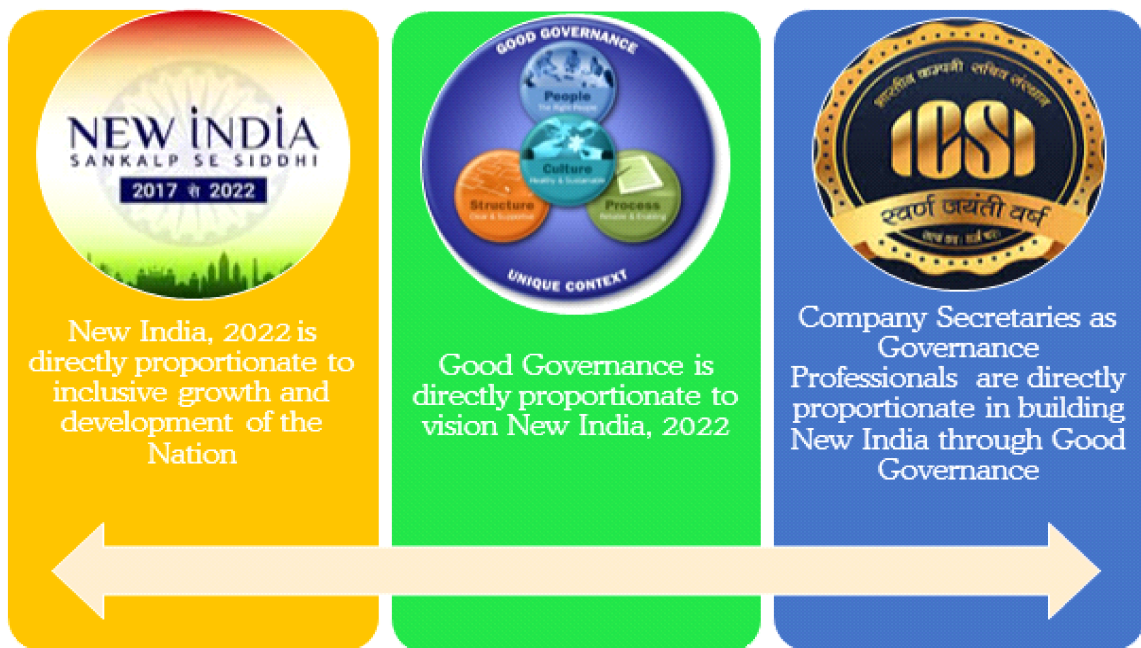 NEW INDIA
SANKALP SE SIDDHI
2017 से 2022
New India, 2022 is
directly proportionate to
inclusive growth and
development of the
Nation
GOOD GOVERNANCE
People
The Right People
Culture
Healthy & Sustainable
Structure
Clear & Supportive
Process
Reliable & Enabling
UNIQUE CONTEXT
Good Governance is
directly proportionate to
vision New India, 2022
भारतीय कम्पनी सचिव संस्थान
ICSI
स्वर्ण जयंती वर्ष
Company Secretaries as
Governance
Professionals are directly
proportionate in building
New India through Good
Governance